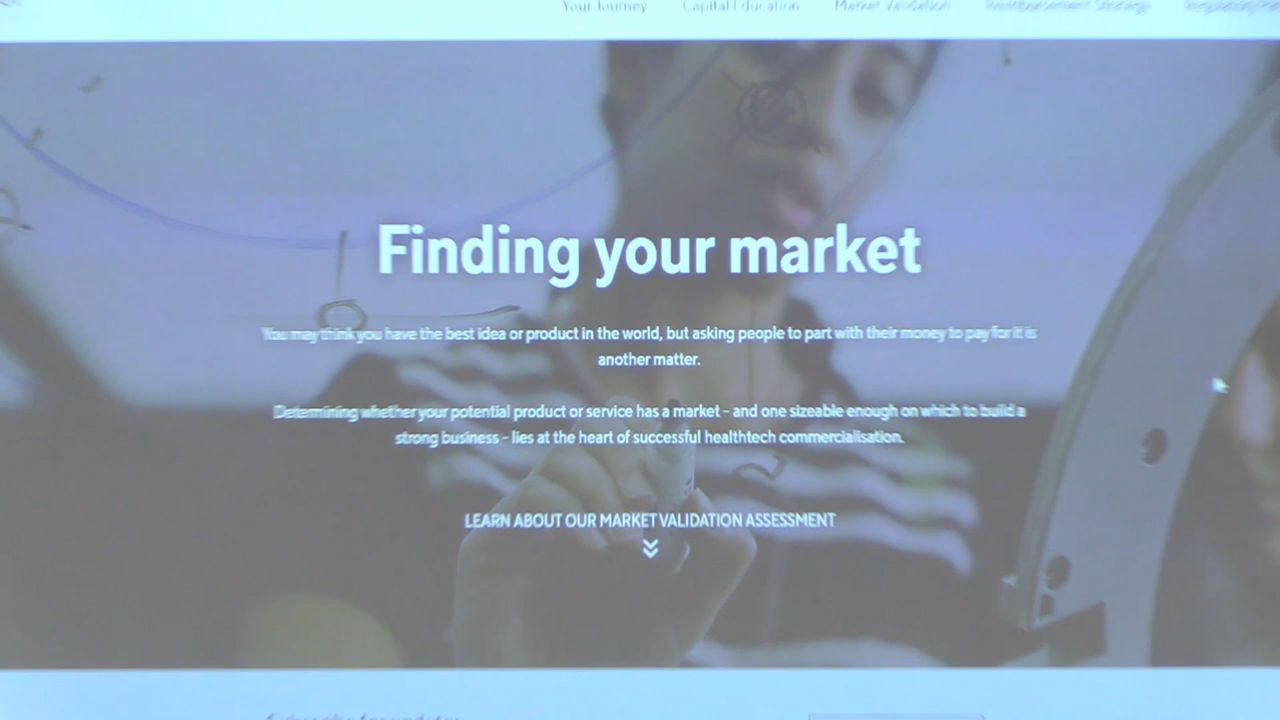 Your Journey Capital Education Market Validation Reimbursement Strategy
Finding your market
You may think you have the best idea or product in the world, but asking people to part with their money to pay for it is
another matter.
Determining whether your potential product or service has a market – and one sizeable enough on which to build a
strong business – lies at the heart of successful healthtech commercialisation.
LEARN ABOUT OUR MARKET VALIDATION ASSESSMENT